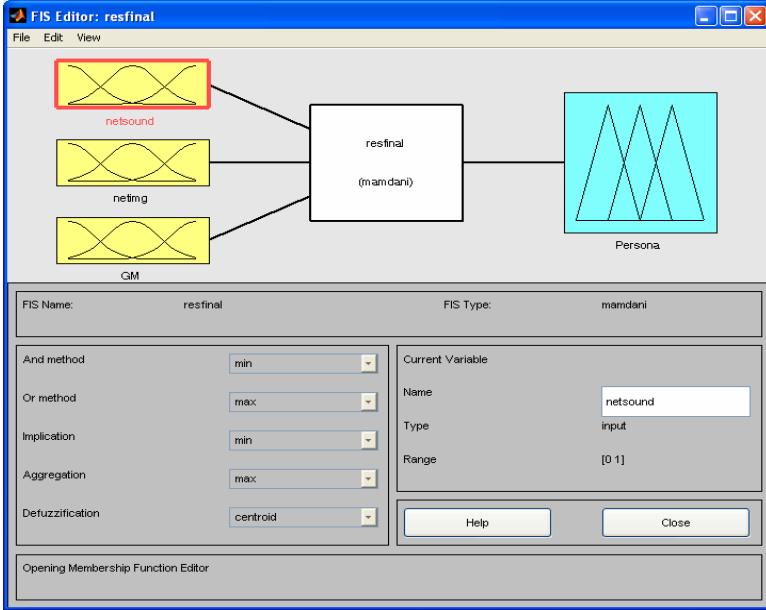 FIS Editor: resfinal
File Edit View
netsound
netimg
GM
resfinal
(mamdani)
Persona
FIS Name: resfinal FIS Type: mamdani
And method min
Or method max
Implication min
Aggregation max
Defuzzification centroid
Current Variable
Name netsound
Type input
Range [0 1]
Help Close
Opening Membership Function Editor